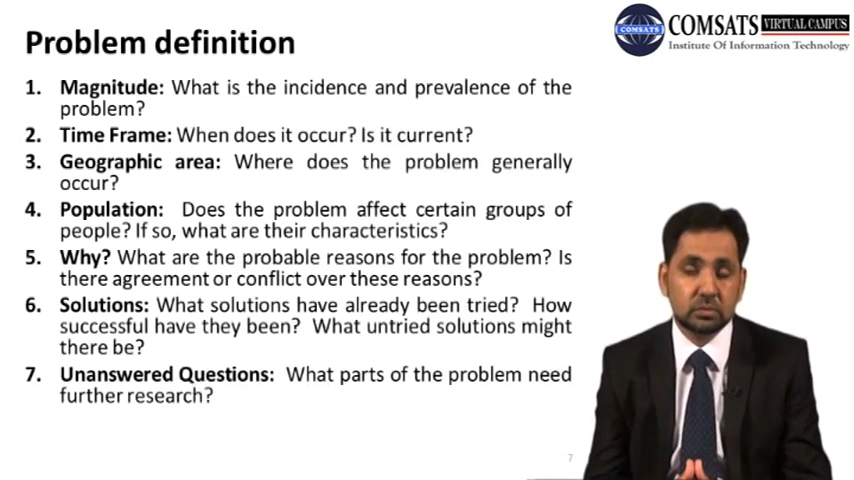 Problem definition
COMSATS VIRTUAL CAMPUS
COMSATS
Institute Of Information Technology
1. Magnitude: What is the incidence and prevalence of the
problem?
2. Time Frame: When does it occur? Is it current?
3. Geographic area: Where does the problem generally
occur?
4. Population: Does the problem affect certain groups of
people? If so, what are their characteristics?
5. Why? What are the probable reasons for the problem? Is
there agreement or conflict over these reasons?
6. Solutions: What solutions have already been tried? How
successful have they been? What untried solutions might
there be?
7. Unanswered Questions: What parts of the problem need
further research?
7